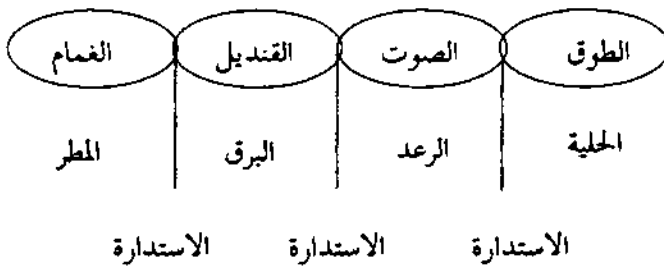 الطوق الصوت القنديل الغمام
الحلية الرعد البرق المطر
الاستدارة الاستدارة الاستدارة